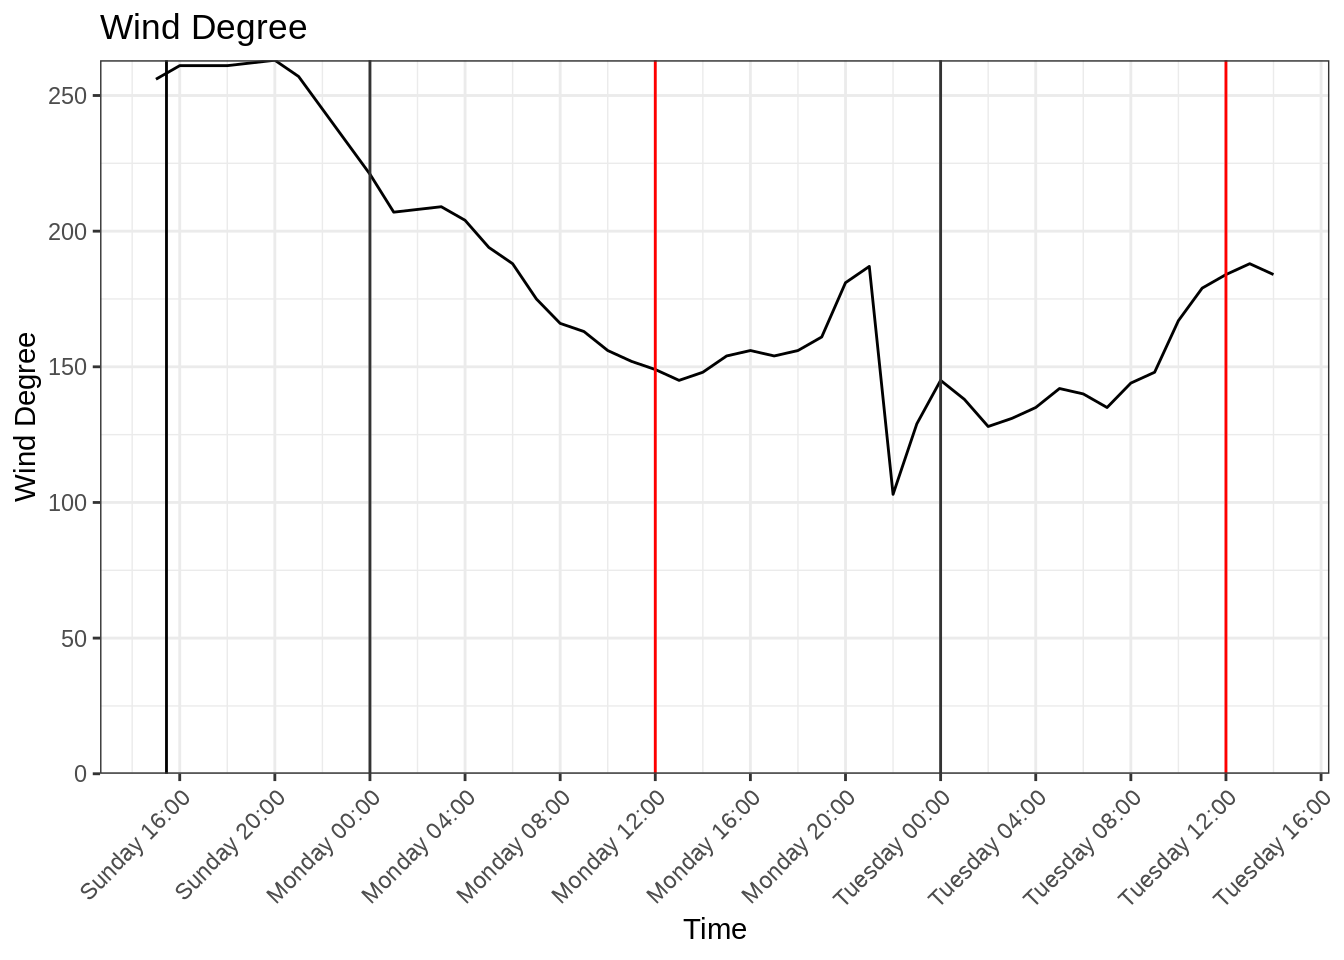 Wind Degree
Wind Degree
250
200
150
100
50
0
Sunday 16:00
Sunday 20:00
Monday 00:00
Monday 04:00
Monday 08:00
Monday 12:00
Monday 16:00
Monday 20:00
Tuesday 00:00
Tuesday 04:00
Tuesday 08:00
Tuesday 12:00
Tuesday 16:00
Time